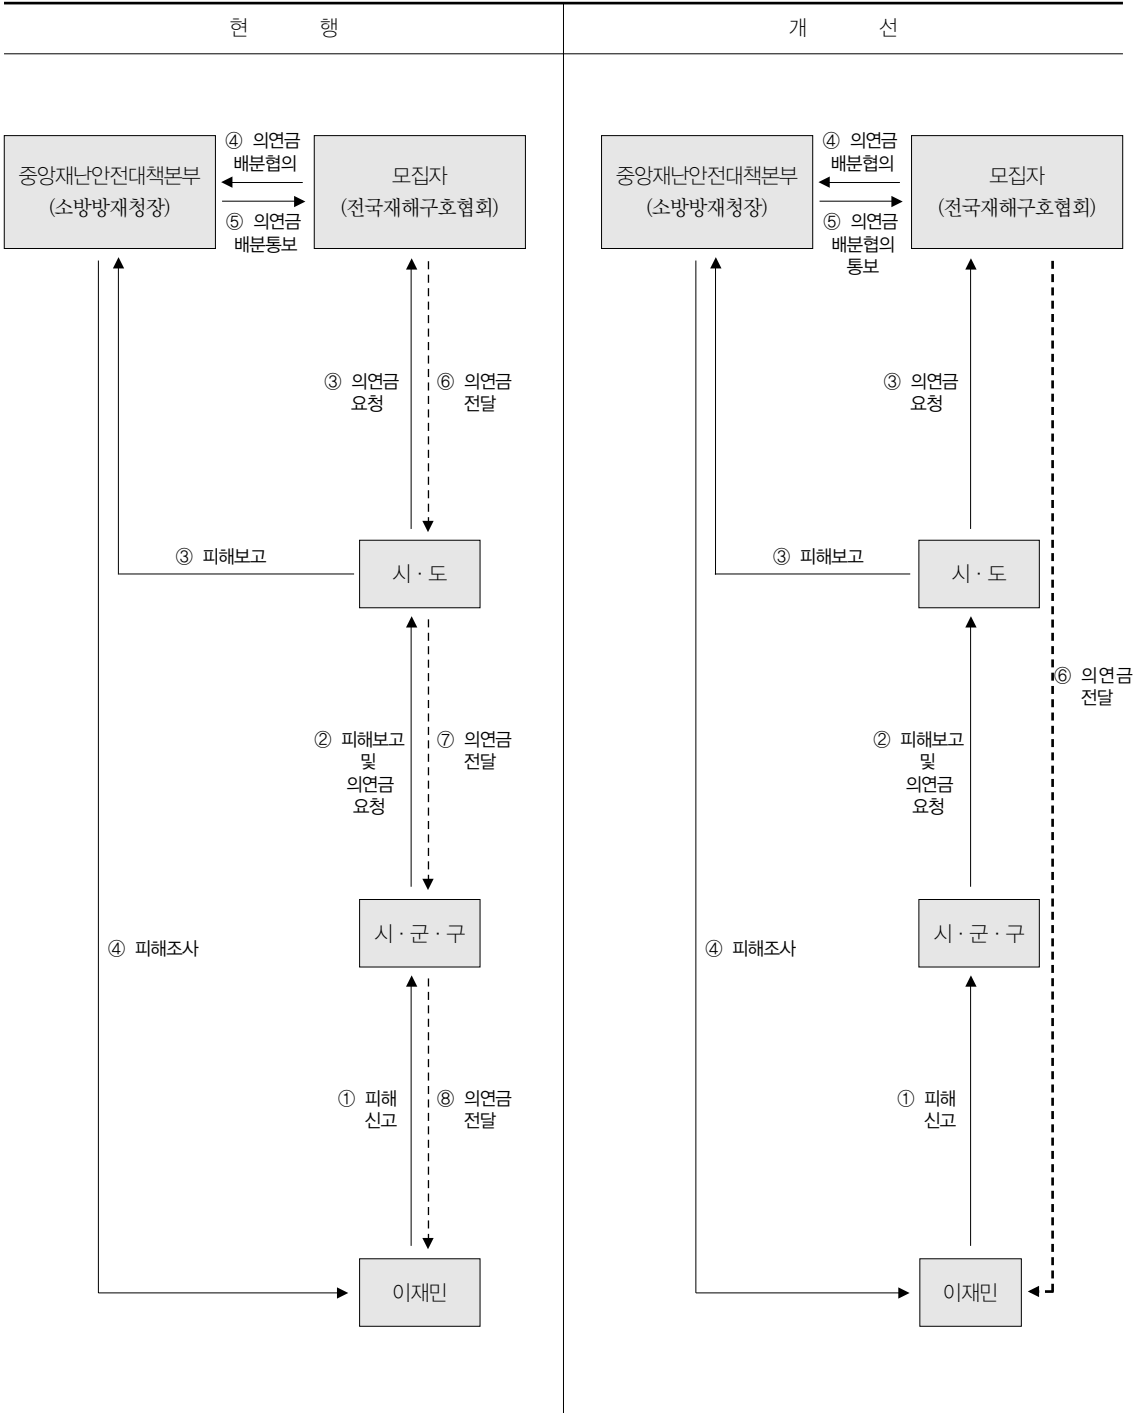 현 행
개 선
중앙재난안전대책본부
(소방방재청장)
④ 의연금
배분협의
⑤ 의연금
배분통보
모집자
(전국재해구호협회)
③ 의연금
요청
⑥ 의연금
전달
③ 피해보고
시·도
② 피해보고
및
의연금
요청
⑦ 의연금
전달
시·군·구
④ 피해조사
① 피해
신고
⑧ 의연금
전달
이재민
중앙재난안전대책본부
(소방방재청장)
④ 의연금
배분협의
⑤ 의연금
배분협의
통보
모집자
(전국재해구호협회)
③ 의연금
요청
③ 피해보고
시·도
⑥ 의연금
전달
② 피해보고
및
의연금
요청
시·군·구
④ 피해조사
① 피해
신고
이재민